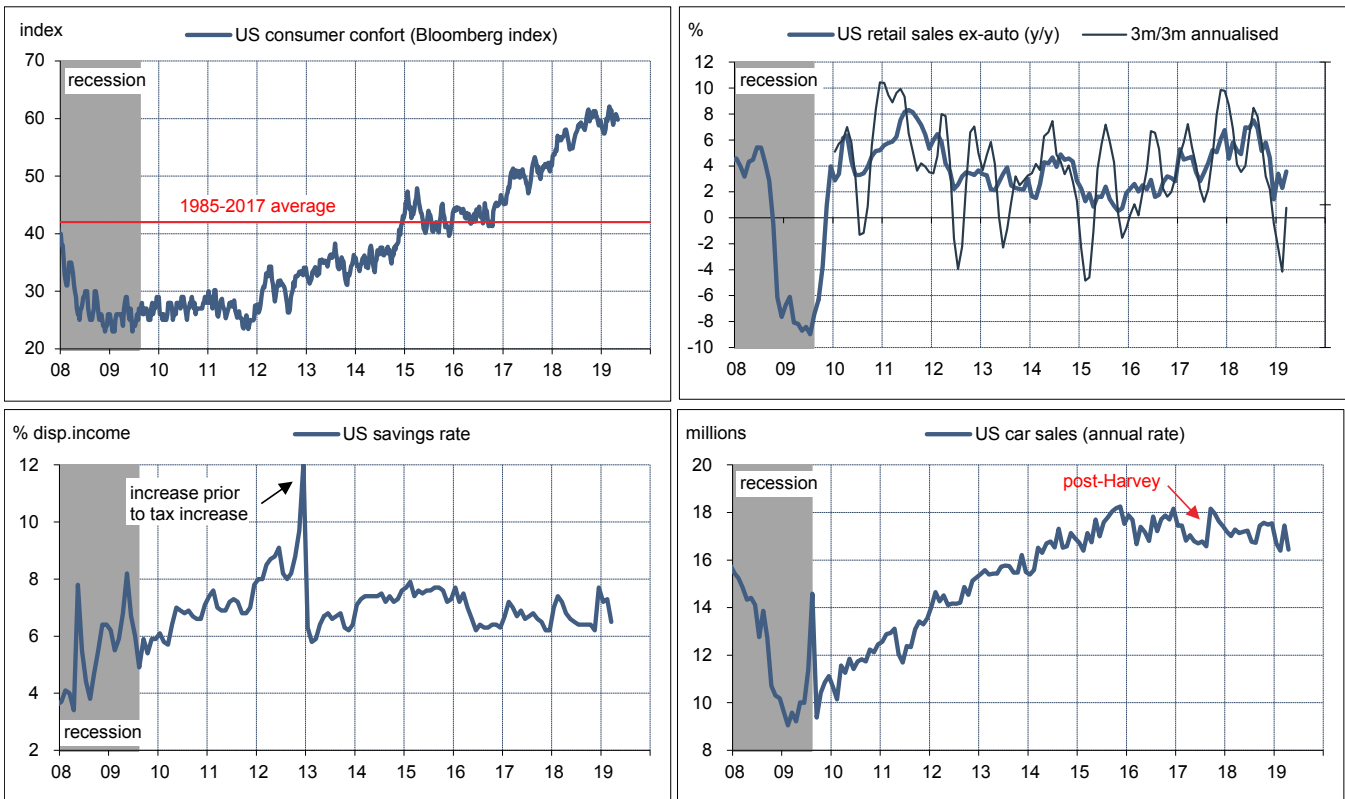 index
US consumer confort (Bloomberg index)
70
60
50
40
30
20
recession
1985-2017 average
08 09 10 11 12 13 14 15 16 17 18 19
%
US retail sales ex-auto (y/y) 3m/3m annualised
12
10
8
6
4
2
0
-2
-4
-6
-8
-10
recession
08 09 10 11 12 13 14 15 16 17 18 19
% disp.income
US savings rate
12
10
8
6
4
2
increase prior
to tax increase
recession
08 09 10 11 12 13 14 15 16 17 18 19
millions
US car sales (annual rate)
20
18
16
14
12
10
8
recession
post-Harvey
08 09 10 11 12 13 14 15 16 17 18 19